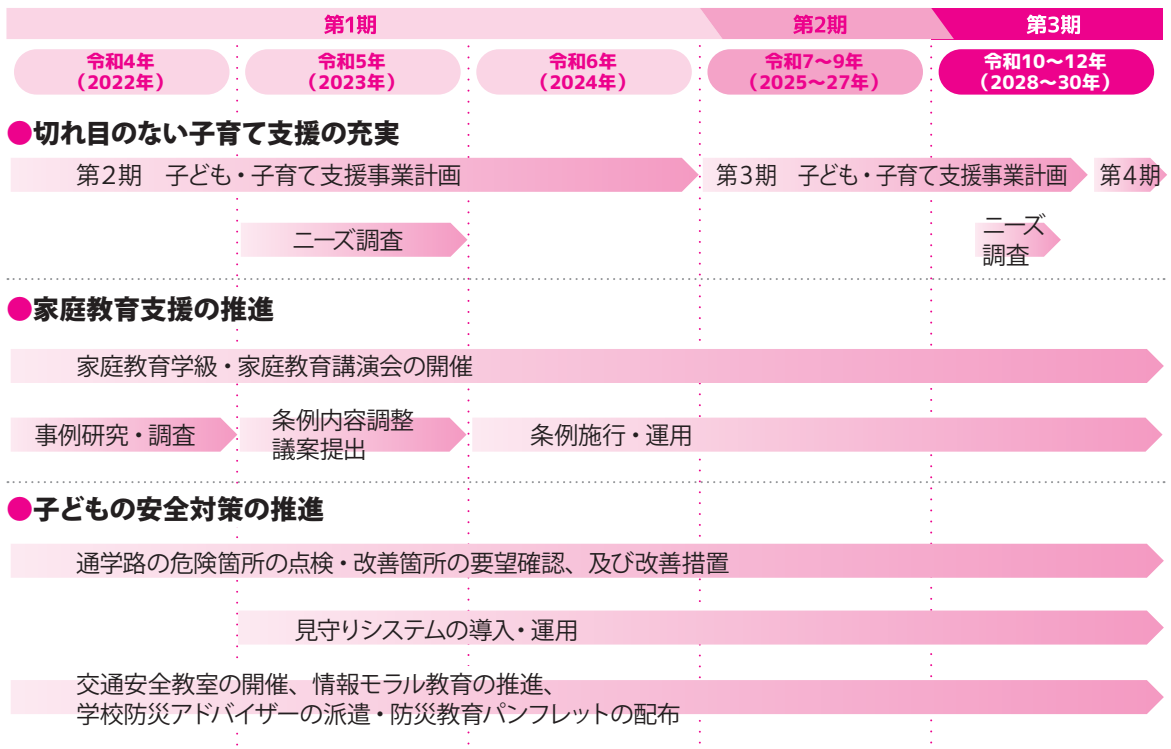 第1期
第2期
第3期
令和4年
（2022年）
令和5年
（2023年）
令和6年
（2024年）
令和7～9年
（2025～27年）
令和10～12年
（2028～30年）
●切れ目のない子育て支援の充実
第2期　子ども・子育て支援事業計画
第3期　子ども・子育て支援事業計画
第4期
ニーズ調査
ニーズ
調査
●家庭教育支援の推進
家庭教育学級・家庭教育講演会の開催
事例研究・調査
条例内容調整
議案提出
条例施行・運用
●子どもの安全対策の推進
通学路の危険箇所の点検・改善箇所の要望確認、及び改善措置
見守りシステムの導入・運用
交通安全教室の開催、情報モラル教育の推進、
学校防災アドバイザーの派遣・防災教育パンフレットの配布